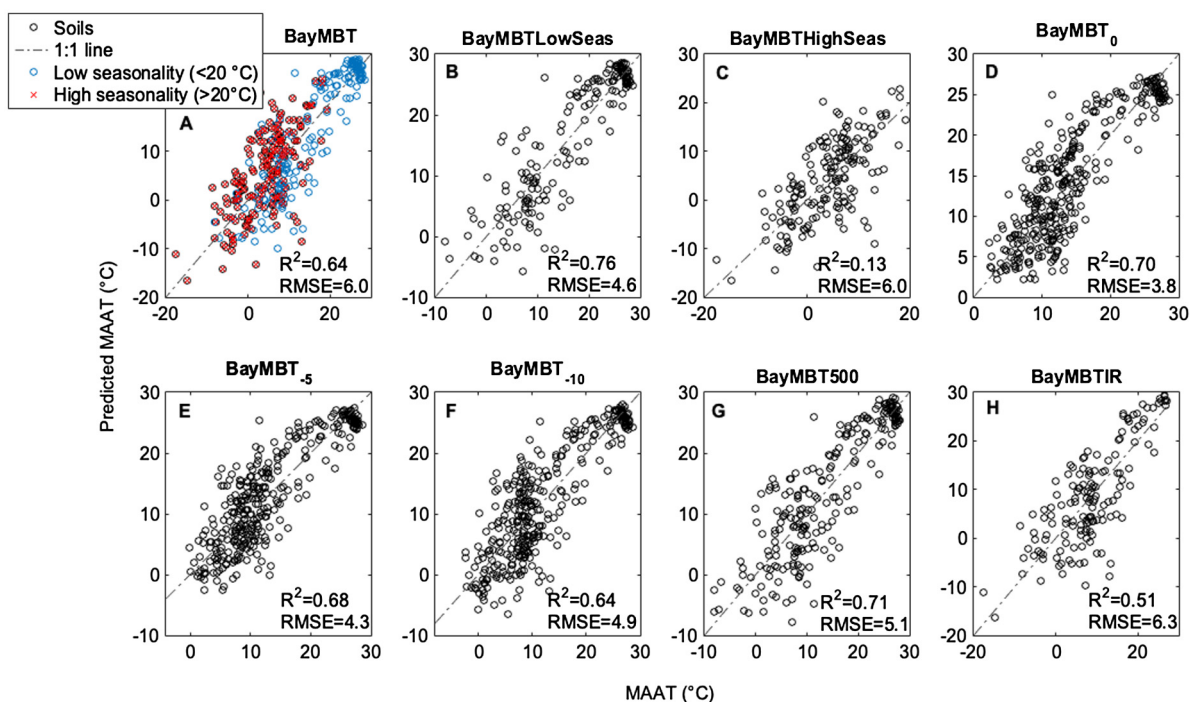 Soils
1:1 line
Low seasonality (<20 °C)
High seasonality (>20°C)
BayMBT
A
10
0
-10
-20
-20 0 20
R²=0.64
RMSE=6.0
BayMBTLowSeas
B
30
20
10
0
-10
-10 0 10 20 30
R²=0.76
RMSE=4.6
BayMBTHighSeas
C
20
10
0
-10
-20
-20 0 20
R²=0.13
RMSE=6.0
BayMBT₀
D
30
25
20
15
10
5
0
0 10 20 30
R²=0.70
RMSE=3.8
Predicted MAAT (°C)
BayMBT₋₅
E
30
20
10
0
-10
0 10 20 30
R²=0.68
RMSE=4.3
BayMBT₋₁₀
F
30
20
10
0
-10
0 10 20 30
R²=0.64
RMSE=4.9
BayMBT500
G
30
20
10
0
-10
-10 0 10 20 30
R²=0.71
RMSE=5.1
BayMBTIR
H
30
20
10
0
-10
-20
-20 0 20
R²=0.51
RMSE=6.3
MAAT (°C)